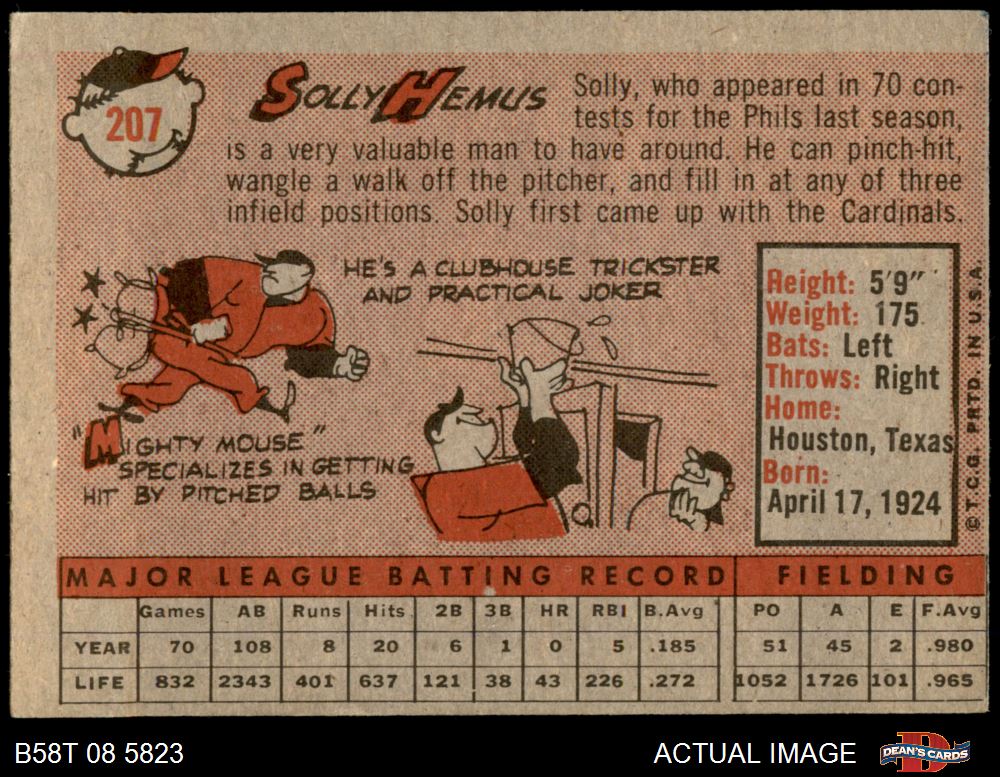 207
SOLLY HEMUS
Solly, who appeared in 70 con-
tests for the Phils last season,
is a very valuable man to have around. He can pinch-hit,
wangle a walk off the pitcher, and fill in at any of three
infield positions. Solly first came up with the Cardinals.
HE'S A CLUBHOUSE TRICKSTER
AND PRACTICAL JOKER
"MIGHTY MOUSE"
SPECIALIZES IN GETTING
HIT BY PITCHED BALLS
Height: 5'9"
Weight: 175
Bats: Left
Throws: Right
Home:
Houston, Texas
Born:
April 17, 1924
© T.C.G. PRTD. IN U.S.A.
MAJOR LEAGUE BATTING RECORD FIELDING
Games AB Runs Hits 2B 3B HR RBI B.Avg PO A E F.Avg
YEAR 70 108 8 20 6 1 0 5 .185 51 45 2 .980
LIFE 832 2343 401 637 121 38 43 226 .272 1052 1726 101 .965
B58T 08 5823
ACTUAL IMAGE
DEAN'S CARDS